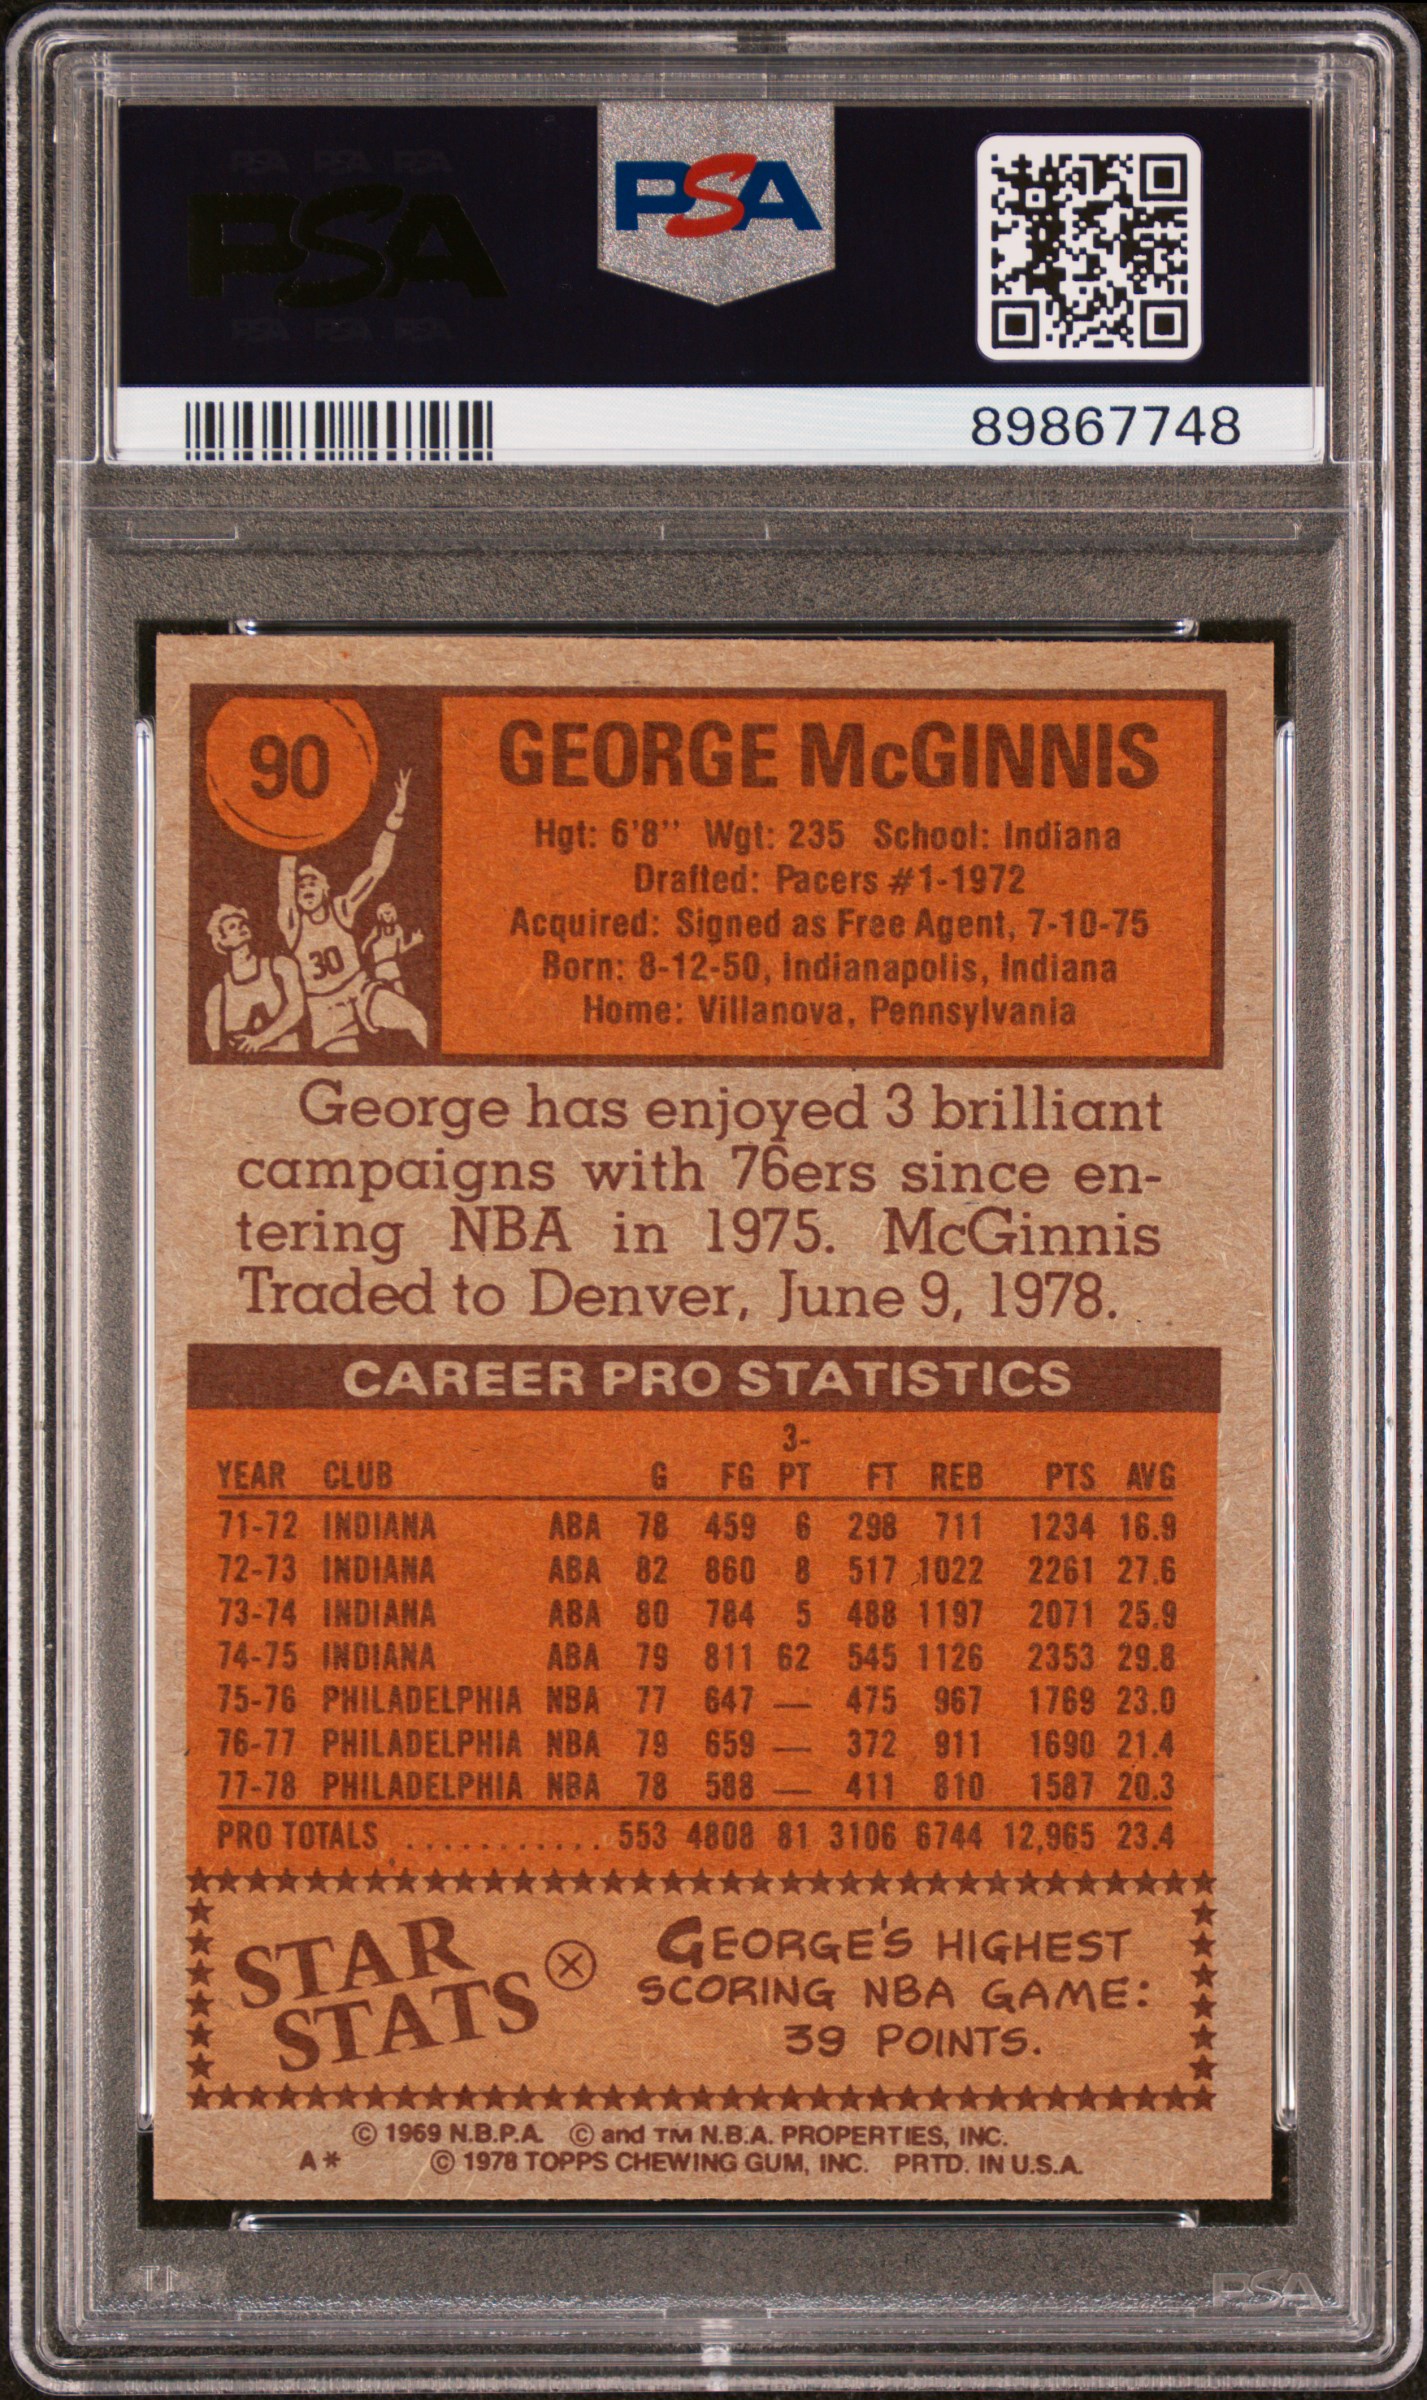 PSA PSA PSA
PSA
PSA PSA PSA
PSA
89867748
90
GEORGE McGINNIS
Hgt: 6'8'' Wgt: 235 School: Indiana
Drafted: Pacers #1-1972
Acquired: Signed as Free Agent, 7-10-75
Born: 8-12-50, Indianapolis, Indiana
Home: Villanova, Pennsylvania
30
George has enjoyed 3 brilliant
campaigns with 76ers since en-
tering NBA in 1975. McGinnis
Traded to Denver, June 9, 1978.
CAREER PRO STATISTICS
YEAR CLUB G FG 3-PT FT REB PTS AVG
71-72 INDIANA ABA 78 459 6 298 711 1234 16.9
72-73 INDIANA ABA 82 860 8 517 1022 2261 27.6
73-74 INDIANA ABA 80 784 5 488 1197 2071 25.9
74-75 INDIANA ABA 79 811 62 545 1126 2353 29.8
75-76 PHILADELPHIA NBA 77 647 — 475 967 1769 23.0
76-77 PHILADELPHIA NBA 79 659 — 372 911 1690 21.4
77-78 PHILADELPHIA NBA 78 588 — 411 810 1587 20.3
PRO TOTALS ........... 553 4808 81 3106 6744 12,965 23.4
STAR
STATS
GEORGE'S HIGHEST
SCORING NBA GAME:
39 POINTS.
© 1969 N.B.P.A. © and TM N.B.A. PROPERTIES, INC.
A* © 1978 TOPPS CHEWING GUM, INC. PRTD. IN U.S.A.
PSA